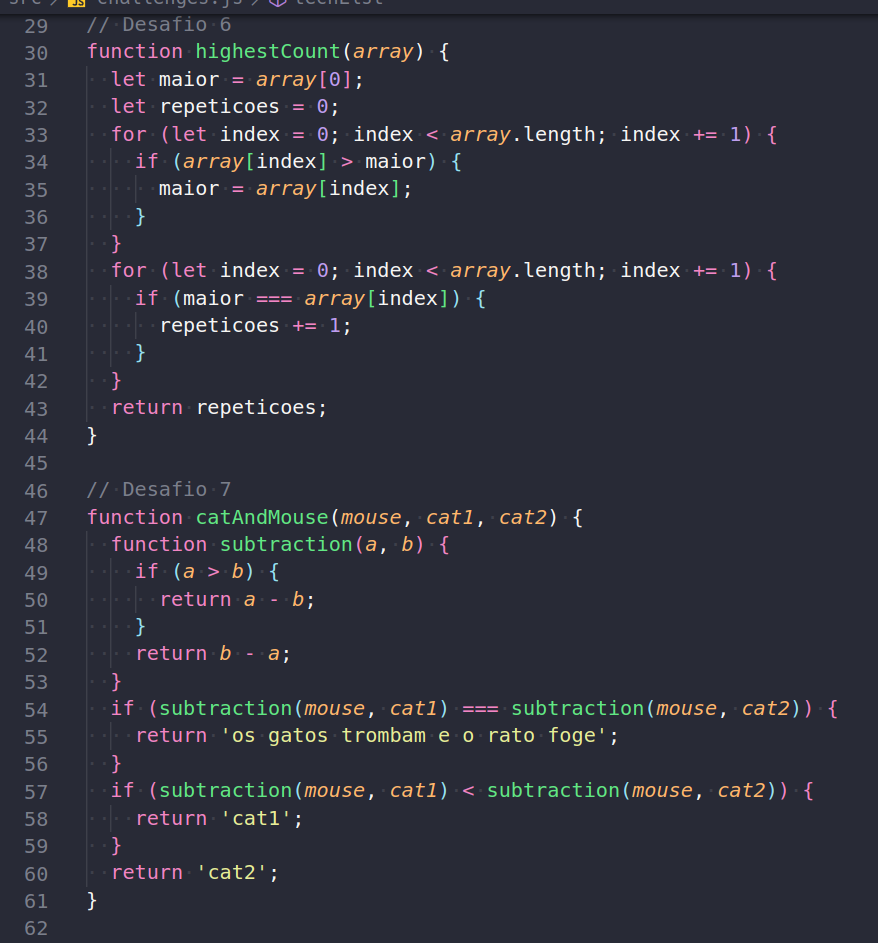 src > JS challenges.js > techList
29 // Desafio 6
30 function highestCount(array) {
31   let maior = array[0];
32   let repeticoes = 0;
33   for (let index = 0; index < array.length; index += 1) {
34     if (array[index] > maior) {
35       maior = array[index];
36     }
37   }
38   for (let index = 0; index < array.length; index += 1) {
39     if (maior === array[index]) {
40       repeticoes += 1;
41     }
42   }
43   return repeticoes;
44 }
45
46 // Desafio 7
47 function catAndMouse(mouse, cat1, cat2) {
48   function subtraction(a, b) {
49     if (a > b) {
50       return a - b;
51     }
52     return b - a;
53   }
54   if (subtraction(mouse, cat1) === subtraction(mouse, cat2)) {
55     return 'os gatos trombam e o rato foge';
56   }
57   if (subtraction(mouse, cat1) < subtraction(mouse, cat2)) {
58     return 'cat1';
59   }
60   return 'cat2';
61 }
62